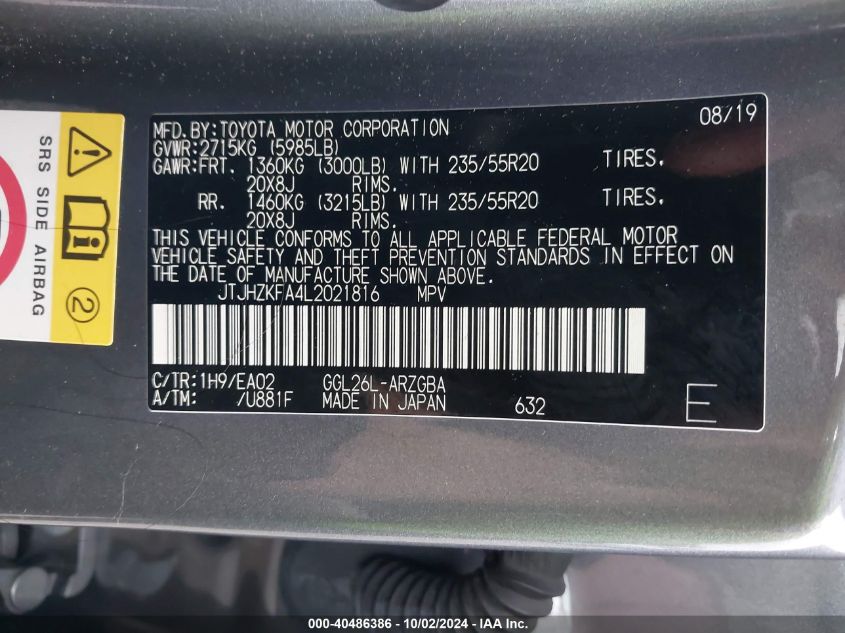 SRS SIDE AIRBAG
2
MFD.BY:TOYOTA MOTOR CORPORATION 08/19
GVWR:2715KG (5985LB)
GAWR:FRT. 1360KG (3000LB) WITH 235/55R20 TIRES.
20X8J RIMS.
RR. 1460KG (3215LB) WITH 235/55R20 TIRES.
20X8J RIMS.
THIS VEHICLE CONFORMS TO ALL APPLICABLE FEDERAL MOTOR
VEHICLE SAFETY AND THEFT PREVENTION STANDARDS IN EFFECT ON
THE DATE OF MANUFACTURE SHOWN ABOVE.
JTJHZKFA4L2021816 MPV
C/TR:1H9/EA02 GGL26L-ARZGBA
A/TM: /U881F MADE IN JAPAN 632 E
000-40486386 - 10/02/2024 - IAA Inc.